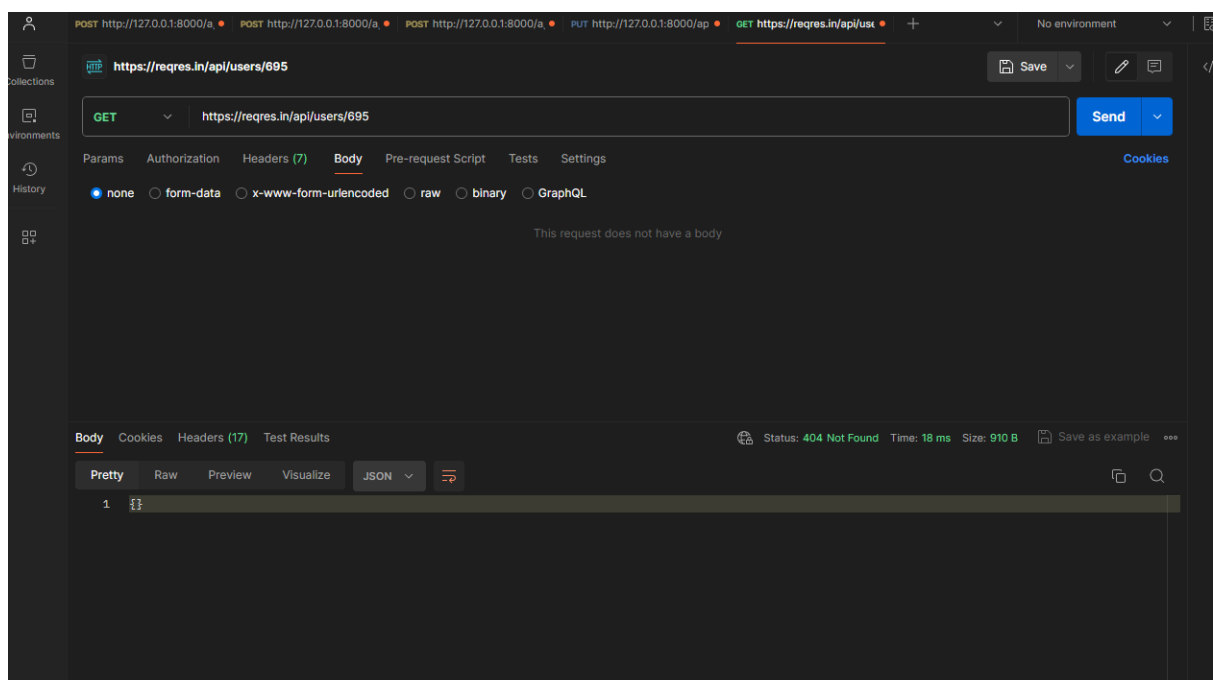 POST http://127.0.0.1:8000/a POST http://127.0.0.1:8000/a POST http://127.0.0.1:8000/a PUT http://127.0.0.1:8000/ap GET https://reqres.in/api/use No environment
Collections
HTTP https://reqres.in/api/users/695 Save
GET https://reqres.in/api/users/695 Send
vironments
Params Authorization Headers (7) Body Pre-request Script Tests Settings Cookies
History
none form-data x-www-form-urlencoded raw binary GraphQL
This request does not have a body
Body Cookies Headers (17) Test Results Status: 404 Not Found Time: 18 ms Size: 910 B Save as example
Pretty Raw Preview Visualize JSON
1 {}